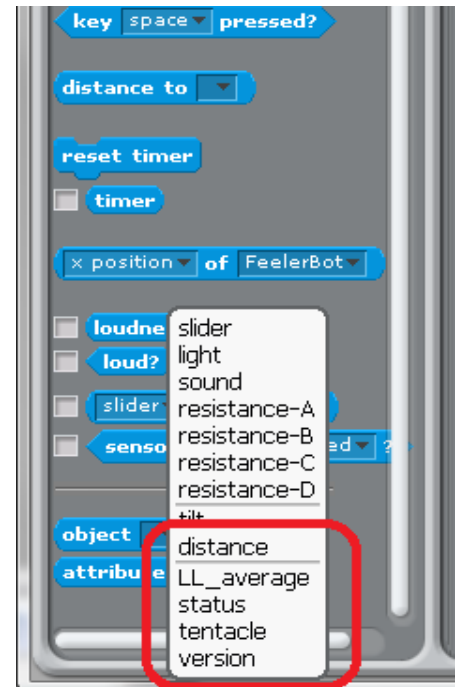 key space pressed?
distance to
reset timer
timer
x position of FeelerBot
loudne
loud?
slider
senso
ed ?
object
attribute
slider
light
sound
resistance-A
resistance-B
resistance-C
resistance-D
tilt
distance
LL_average
status
tentacle
version